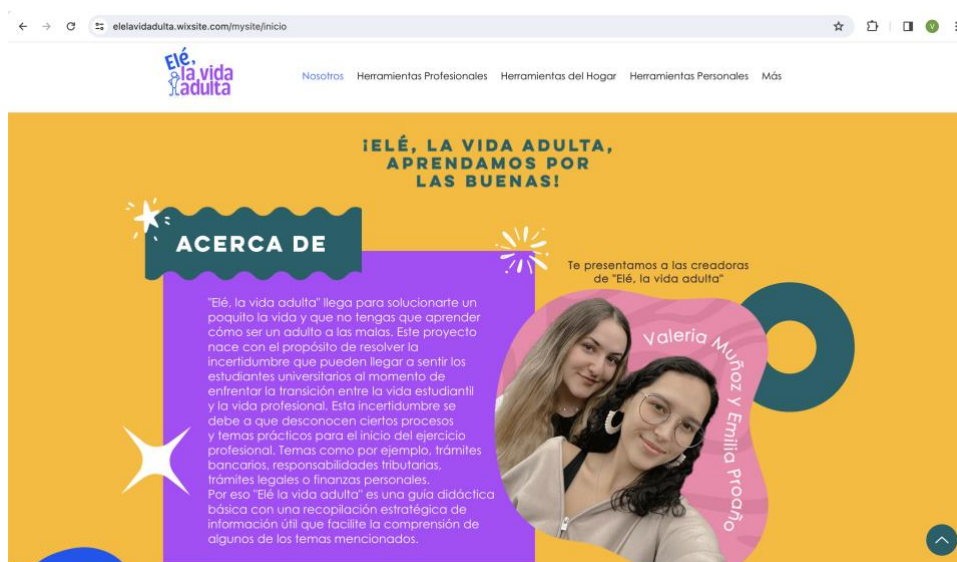 elelavidadulta.wixsite.com/mysite/inicio
V
Elé,
la vida
adulta
Nosotros Herramientas Profesionales Herramientas del Hogar Herramientas Personales Más
¡ELÉ, LA VIDA ADULTA,
APRENDAMOS POR
LAS BUENAS!
ACERCA DE
"Elé, la vida adulta" llega para solucionarte un
poquito la vida y que no tengas que aprender
cómo ser un adulto a las malas. Este proyecto
nace con el propósito de resolver la
incertidumbre que pueden llegar a sentir los
estudiantes universitarios al momento de
enfrentar la transición entre la vida estudiantil
y la vida profesional. Esta incertidumbre se
debe a que desconocen ciertos procesos
y temas prácticos para el inicio del ejercicio
profesional. Temas como por ejemplo, trámites
bancarios, responsabilidades tributarias,
trámites legales o finanzas personales.
Por eso "Elé la vida adulta" es una guía didáctica
básica con una recopilación estratégica de
información útil que facilite la comprensión de
algunos de los temas mencionados.
Te presentamos a las creadoras
de "Elé, la vida adulta"
Valeria Muñoz y Emilia Proaño